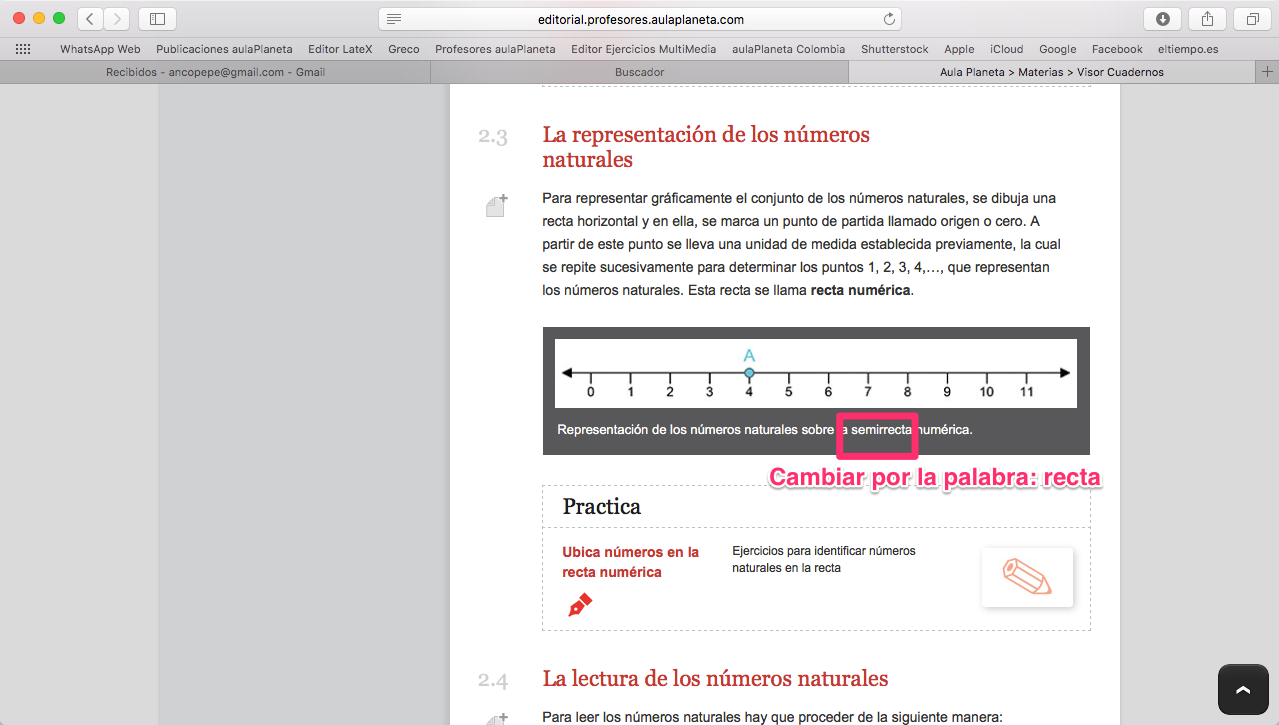 editorial.profesores.aulaplaneta.com
WhatsApp Web Publicaciones aulaPlaneta Editor LateX Greco Profesores aulaPlaneta Editor Ejercicios MultiMedia aulaPlaneta Colombia Shutterstock Apple iCloud Google Facebook eltiempo.es
Recibidos - ancopepe@gmail.com - Gmail Buscador Aula Planeta > Materias > Visor Cuadernos
2.3 La representación de los números
naturales
Para representar gráficamente el conjunto de los números naturales, se dibuja una
recta horizontal y en ella, se marca un punto de partida llamado origen o cero. A
partir de este punto se lleva una unidad de medida establecida previamente, la cual
se repite sucesivamente para determinar los puntos 1, 2, 3, 4,…, que representan
los números naturales. Esta recta se llama recta numérica.
A
0 1 2 3 4 5 6 7 8 9 10 11
Representación de los números naturales sobre la semirrecta numérica.
Cambiar por la palabra: recta
Practica
Ubica números en la
recta numérica
Ejercicios para identificar números
naturales en la recta
2.4 La lectura de los números naturales
Para leer los números naturales hay que proceder de la siguiente manera: